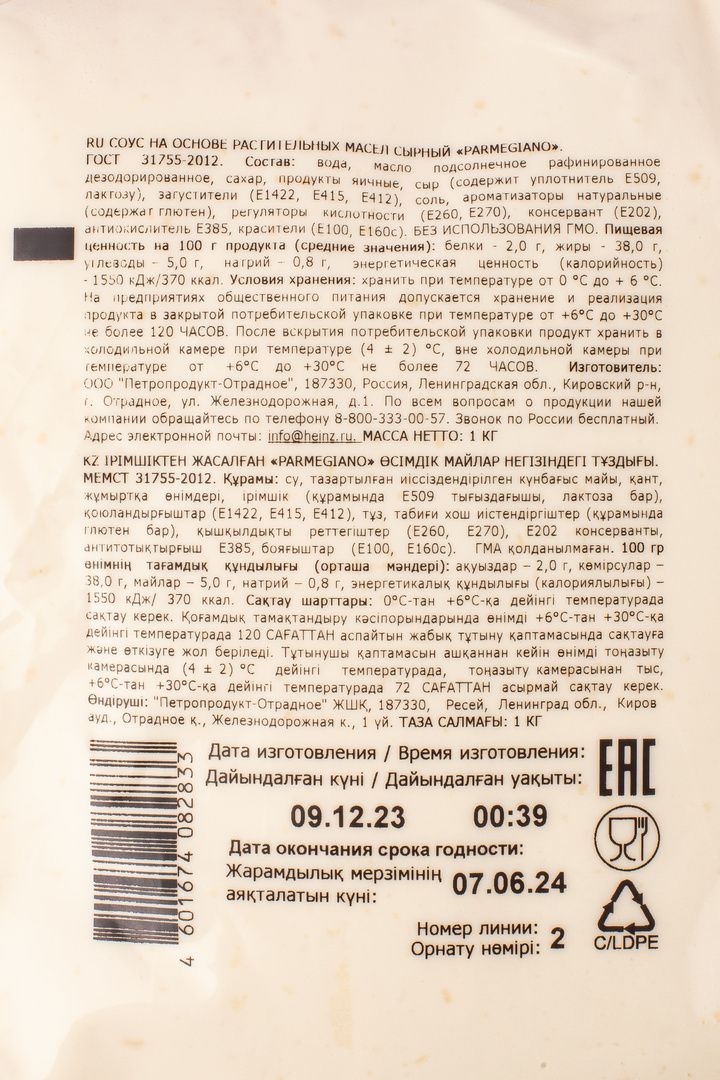 RU СОУС НА ОСНОВЕ РАСТИТЕЛЬНЫХ МАСЕЛ СЫРНЫЙ «PARMEGIANO».
ГОСТ 31755-2012. Состав: вода, масло подсолнечное рафинированное
дезодорированное, сахар, продукты яичные, сыр (содержит уплотнитель Е509,
лактозу), загустители (Е1422, Е415, Е412), соль, ароматизаторы натуральные
(содержат глютен), регуляторы кислотности (Е260, Е270), консервант (Е202),
антиокислитель Е385, красители (Е100, Е160с). БЕЗ ИСПОЛЬЗОВАНИЯ ГМО. Пищевая
ценность на 100 г продукта (средние значения): белки - 2,0 г, жиры - 38,0 г,
углеводы - 5,0 г, натрий - 0,8 г, энергетическая ценность (калорийность)
- 1550 кДж/370 ккал. Условия хранения: хранить при температуре от 0 °С до + 6 °С.
На предприятиях общественного питания допускается хранение и реализация
продукта в закрытой потребительской упаковке при температуре от +6°С до +30°С
не более 120 ЧАСОВ. После вскрытия потребительской упаковки продукт хранить в
холодильной камере при температуре (4 ± 2) °С, вне холодильной камеры при
температуре от +6°С до +30°С не более 72 ЧАСОВ. Изготовитель:
ООО "Петропродукт-Отрадное", 187330, Россия, Ленинградская обл., Кировский р-н,
г. Отрадное, ул. Железнодорожная, д.1. По всем вопросам о продукции нашей
компании обращайтесь по телефону 8-800-333-00-57. Звонок по России бесплатный.
Адрес электронной почты: info@heinz.ru. МАССА НЕТТО: 1 КГ
KZ ІРІМШІКТЕН ЖАСАЛҒАН «PARMEGIANO» ӨСІМДІК МАЙЛАР НЕГІЗІНДЕГІ ТҰЗДЫҒЫ.
МЕМСТ 31755-2012. Құрамы: су, тазартылған иіссіздендірілген күнбағыс майы, қант,
жұмыртқа өнімдері, ірімшік (құрамында Е509 тығыздағышы, лактоза бар),
қоюландырғыштар (Е1422, Е415, Е412), тұз, табиғи хош иістендіргіштер (құрамында
глютен бар), қышқылдықты реттегіштер (Е260, Е270), Е202 консерванты,
антитотықтырғыш Е385, бояғыштар (Е100, Е160с). ГМА қолданылмаған. 100 гр
өнімнің тағамдық құндылығы (орташа мәндері): ақуыздар – 2,0 г, көмірсулар –
38,0 г, майлар – 5,0 г, натрий – 0,8 г, энергетикалық құндылығы (калориялылығы) –
1550 кДж/ 370 ккал. Сақтау шарттары: 0°С-тан +6°С-қа дейінгі температурада
сақтау керек. Қоғамдық тамақтандыру кәсіпорындарында өнімді +6°С-тан +30°С-қа
дейінгі температурада 120 САҒАТТАН аспайтын жабық тұтыну қаптамасында сақтауға
және өткізуге жол беріледі. Тұтынушы қаптамасын ашқаннан кейін өнімді тоңазыту
камерасында (4 ± 2) °С дейінгі температурада, тоңазыту камерасынан тыс,
+6°С-тан +30°С-қа дейінгі температурада 72 САҒАТТАН асырмай сақтау керек.
Өндіруші: "Петропродукт-Отрадное" ЖШҚ, 187330, Ресей, Ленинград обл., Киров
ауд., Отрадное қ., Железнодорожная к., 1 үй. ТАЗА САЛМАҒЫ: 1 КГ
4 601674 082833
Дата изготовления / Время изготовления:
Дайындалған күні / Дайындалған уақыты:
09.12.23 00:39
Дата окончания срока годности:
Жарамдылық мерзімінің
аяқталатын күні: 07.06.24
Номер линии:
Орнату нөмірі: 2
EAC
C/LDPE